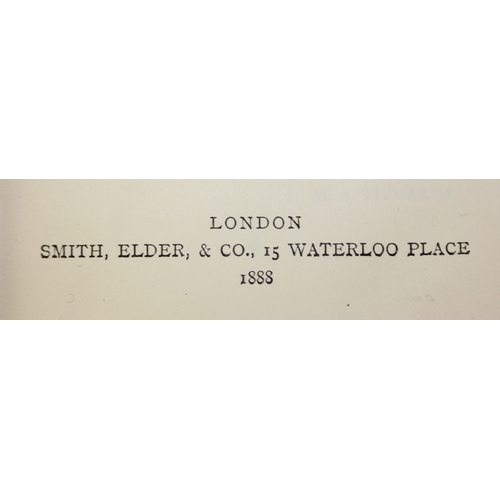 LONDON
SMITH, ELDER, & CO., 15 WATERLOO PLACE
1888